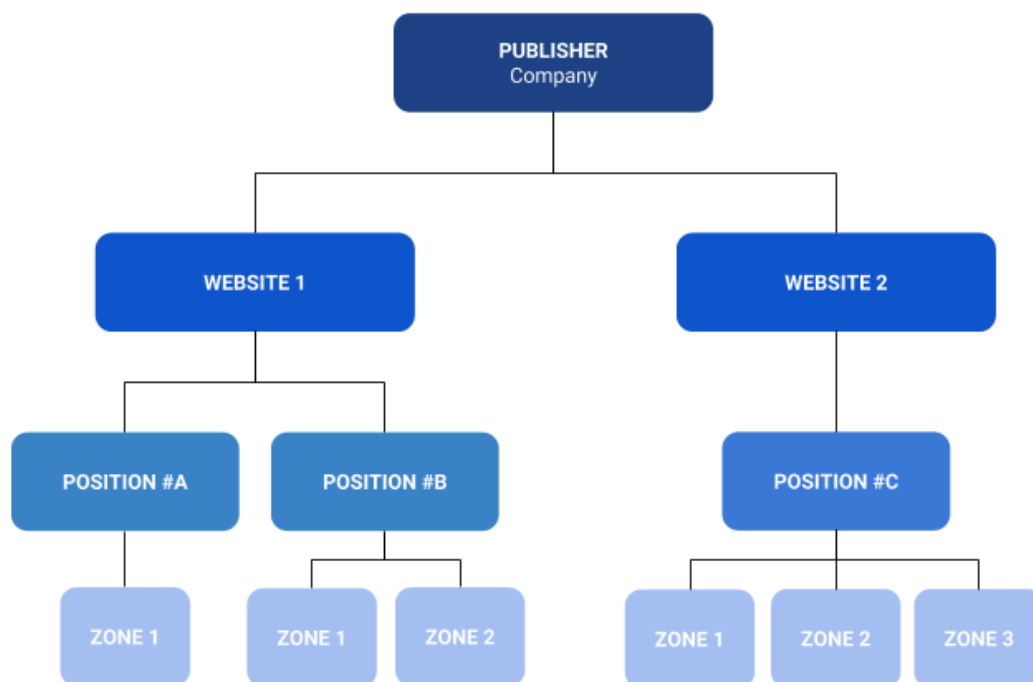 PUBLISHER
Company
WEBSITE 1
WEBSITE 2
POSITION #A
POSITION #B
POSITION #C
ZONE 1
ZONE 1
ZONE 2
ZONE 1
ZONE 2
ZONE 3